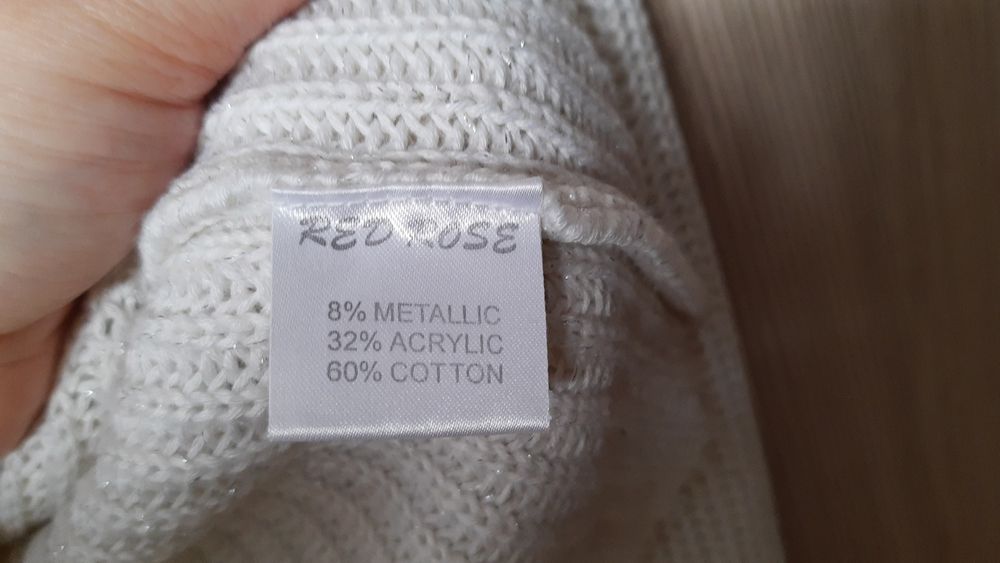 RED ROSE
8% METALLIC
32% ACRYLIC
60% COTTON